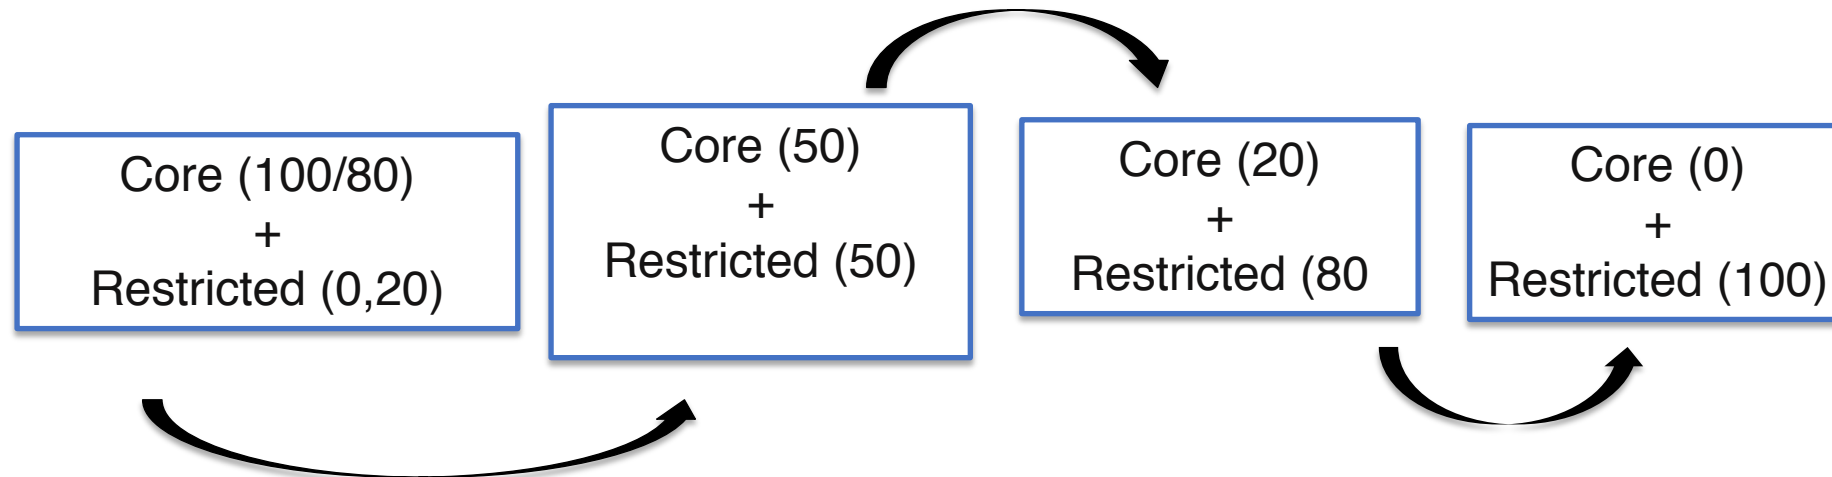 Core (100/80)
+
Restricted (0,20)
Core (50)
+
Restricted (50)
Core (20)
+
Restricted (80
Core (0)
+
Restricted (100)